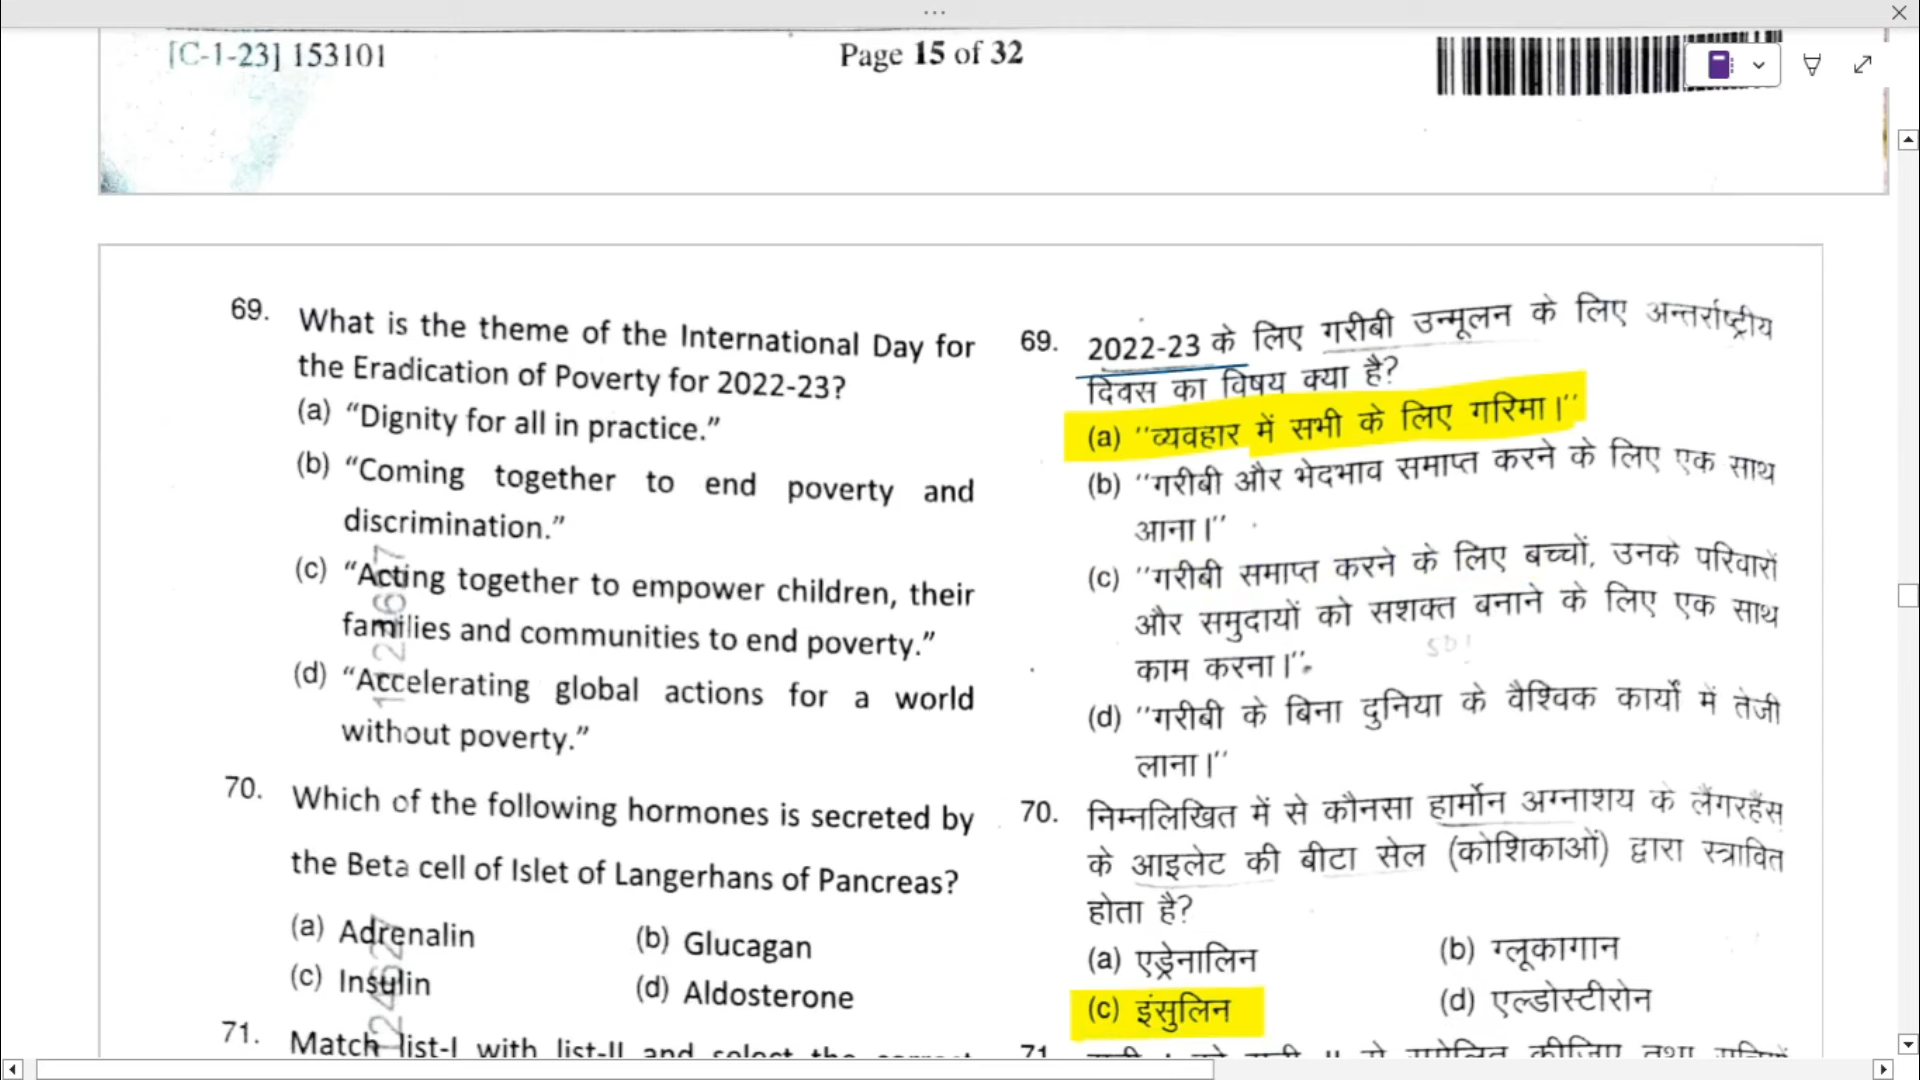 [C-1-23] 153101
Page 15 of 32
69. What is the theme of the International Day for
the Eradication of Poverty for 2022-23?
(a) “Dignity for all in practice.”
(b) “Coming together to end poverty and
discrimination.”
(c) “Acting together to empower children, their
families and communities to end poverty.”
(d) “Accelerating global actions for a world
without poverty.”
70. Which of the following hormones is secreted by
the Beta cell of Islet of Langerhans of Pancreas?
(a) Adrenalin (b) Glucagan
(c) Insulin (d) Aldosterone
71. Match list-I with list-II and select the correct
69. 2022-23 के लिए गरीबी उन्मूलन के लिए अन्तर्राष्ट्रीय
दिवस का विषय क्या है?
(a) ‘‘व्यवहार में सभी के लिए गरिमा।’’
(b) ‘‘गरीबी और भेदभाव समाप्त करने के लिए एक साथ
आना।’’
(c) ‘‘गरीबी समाप्त करने के लिए बच्चों, उनके परिवारों
और समुदायों को सशक्त बनाने के लिए एक साथ
काम करना।’’
(d) ‘‘गरीबी के बिना दुनिया के वैश्विक कार्यों में तेजी
लाना।’’
70. निम्नलिखित में से कौनसा हार्मोन अग्नाशय के लैंगरहैंस
के आइलेट की बीटा सेल (कोशिकाओं) द्वारा स्त्रावित
होता है?
(a) एड्रेनालिन (b) ग्लूकागान
(c) इंसुलिन (d) एल्डोस्टीरोन
71